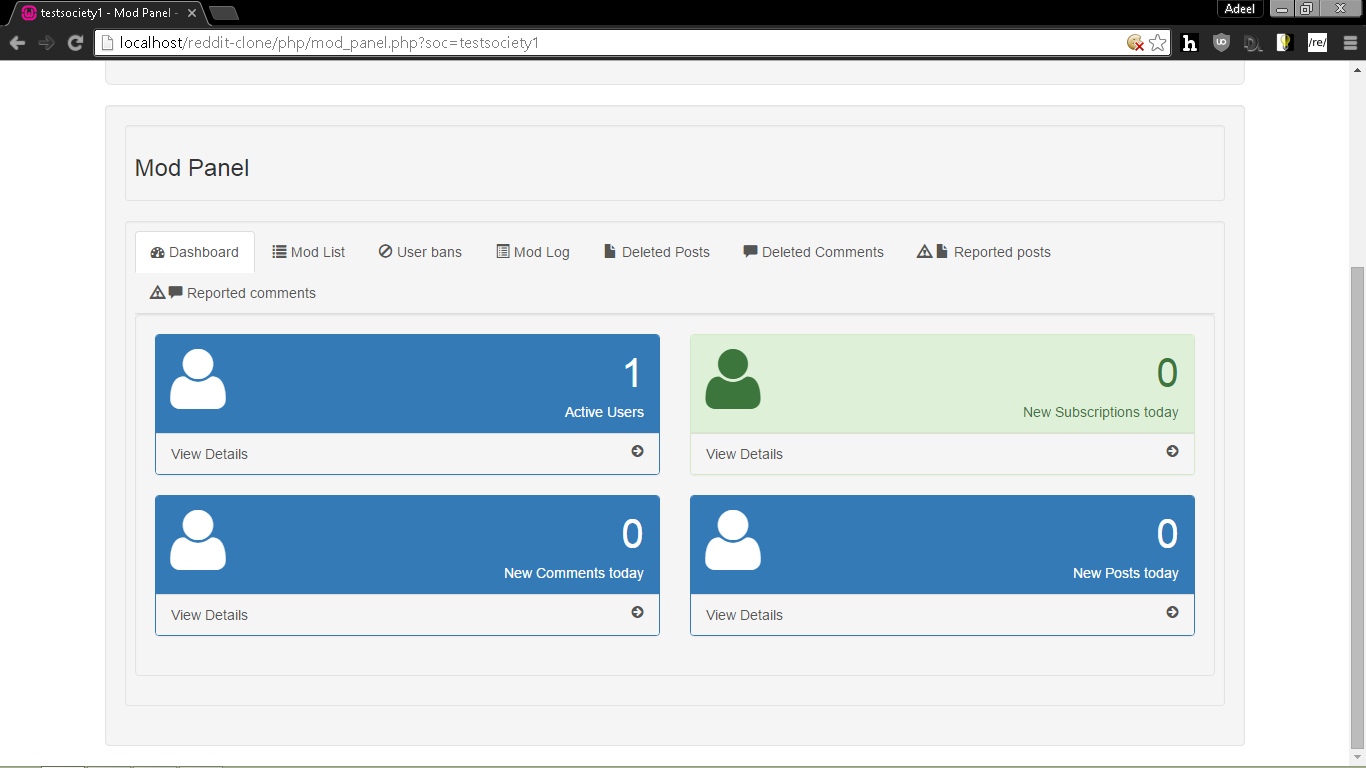 testsociety1 - Mod Panel -
Adeel
localhost/reddit-clone/php/mod_panel.php?soc=testsociety1
h
UO
/re/
Mod Panel
Dashboard Mod List User bans Mod Log Deleted Posts Deleted Comments Reported posts
Reported comments
1
Active Users
View Details
0
New Subscriptions today
View Details
0
New Comments today
View Details
0
New Posts today
View Details